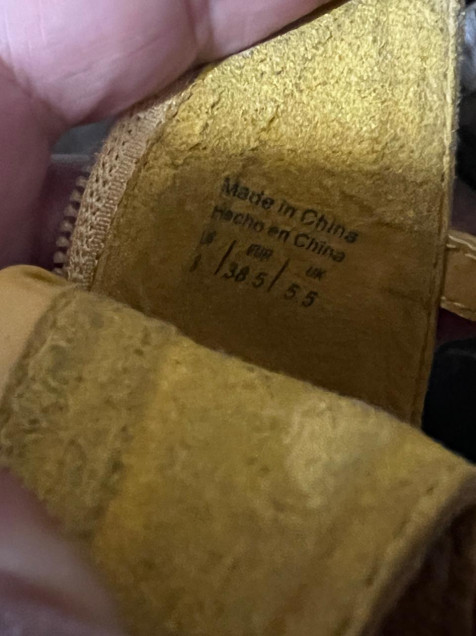 Made in China
Hecho en China
EUR UK
/38.5/ 5.5